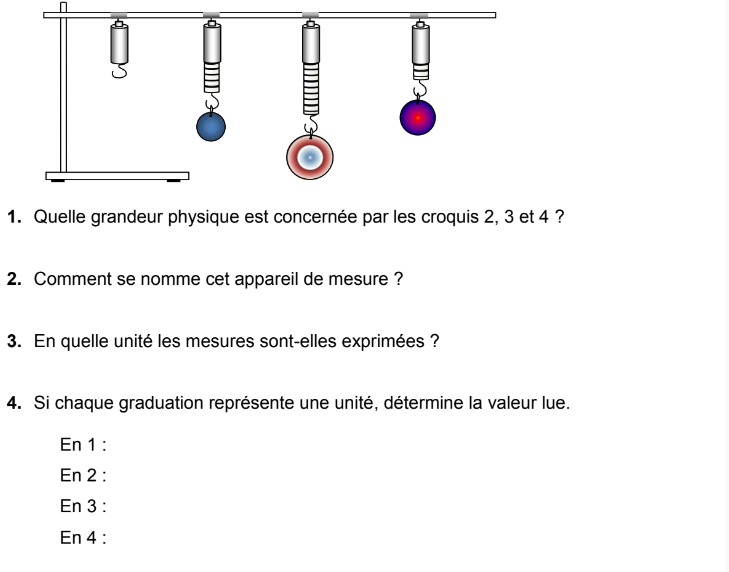 1. Quelle grandeur physique est concernée par les croquis 2, 3 et 4 ?
2. Comment se nomme cet appareil de mesure ?
3. En quelle unité les mesures sont-elles exprimées ?
4. Si chaque graduation représente une unité, détermine la valeur lue.
En 1 :
En 2 :
En 3 :
En 4 :